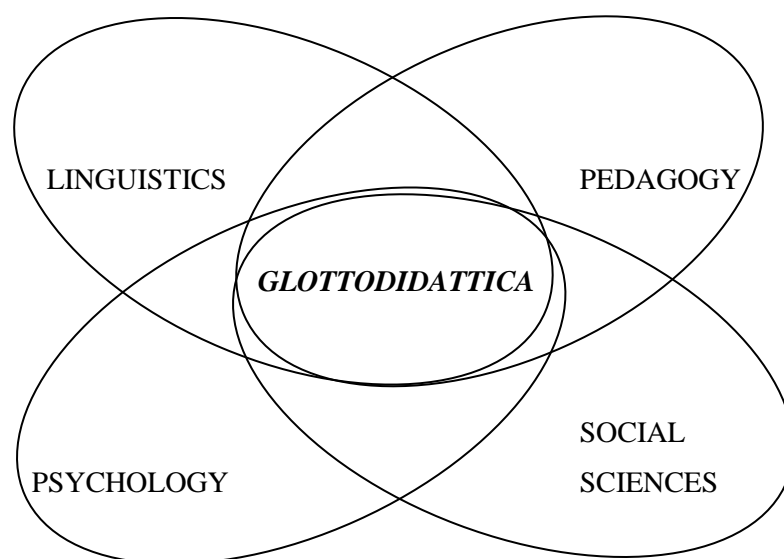 LINGUISTICS
PEDAGOGY
GLOTTODIDATTICA
PSYCHOLOGY
SOCIAL
SCIENCES